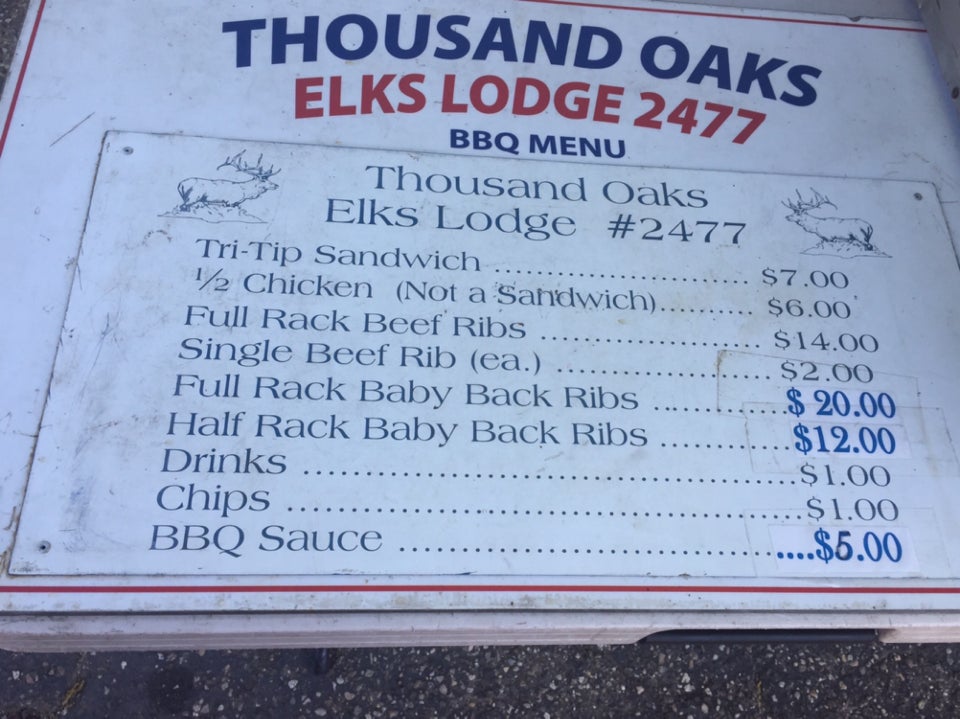 THOUSAND OAKS
ELKS LODGE 2477
BBQ MENU
Thousand Oaks
Elks Lodge #2477
Tri-Tip Sandwich ................................ $7.00
½ Chicken (Not a Sandwich)........... $6.00
Full Rack Beef Ribs ....................... $14.00
Single Beef Rib (ea.) ........................ $2.00
Full Rack Baby Back Ribs ................ $ 20.00
Half Rack Baby Back Ribs ................ $12.00
Drinks .................................................. $1.00
Chips .................................................... $1.00
BBQ Sauce ........................................ $5.00